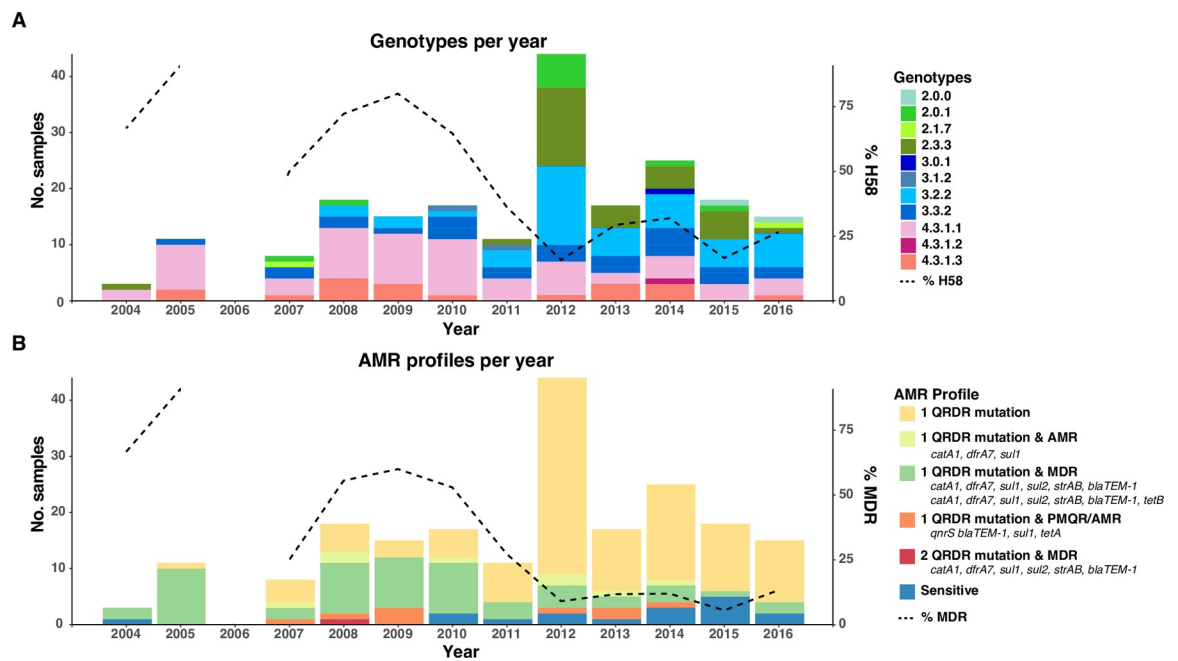 A
Genotypes per year
No. samples
40
30
20
10
0
75
50
25
0
% H58
2004 2005 2006 2007 2008 2009 2010 2011 2012 2013 2014 2015 2016
Year
Genotypes
2.0.0
2.0.1
2.1.7
2.3.3
3.0.1
3.1.2
3.2.2
3.3.2
4.3.1.1
4.3.1.2
4.3.1.3
% H58
B
AMR profiles per year
No. samples
40
30
20
10
0
75
50
25
0
% MDR
2004 2005 2006 2007 2008 2009 2010 2011 2012 2013 2014 2015 2016
Year
AMR Profile
1 QRDR mutation
1 QRDR mutation & AMR
catA1, dfrA7, sul1
1 QRDR mutation & MDR
catA1, dfrA7, sul1, sul2, strAB, blaTEM-1
catA1, dfrA7, sul1, sul2, strAB, blaTEM-1, tetB
1 QRDR mutation & PMQR/AMR
qnrS blaTEM-1, sul1, tetA
2 QRDR mutation & MDR
catA1, dfrA7, sul1, sul2, strAB, blaTEM-1
Sensitive
% MDR